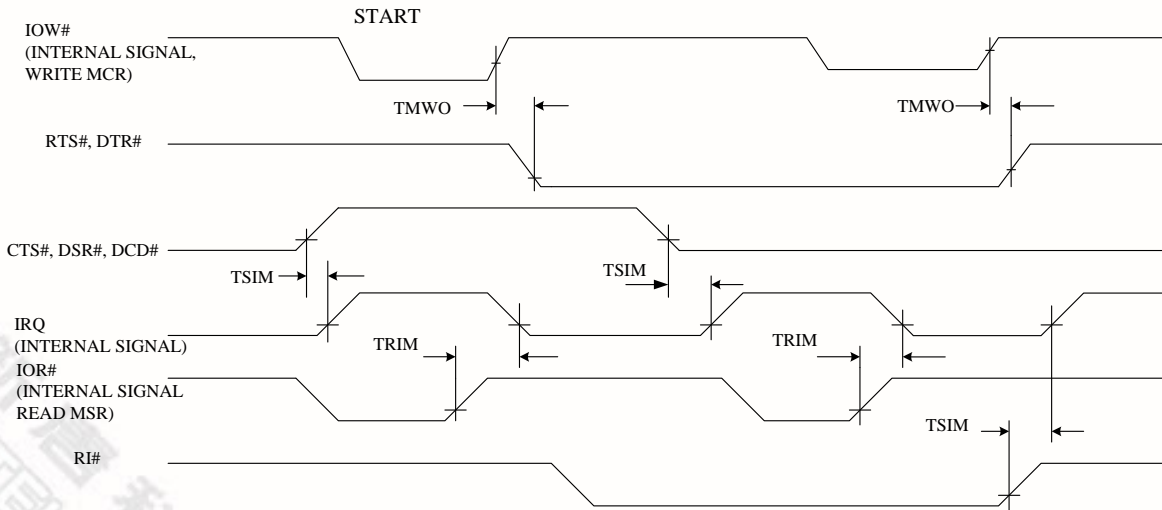 START
IOW#
(INTERNAL SIGNAL,
WRITE MCR)
TMWO
TMWO
RTS#, DTR#
CTS#, DSR#, DCD#
TSIM
TSIM
IRQ
(INTERNAL SIGNAL)
TRIM
TRIM
IOR#
(INTERNAL SIGNAL
READ MSR)
TSIM
RI#